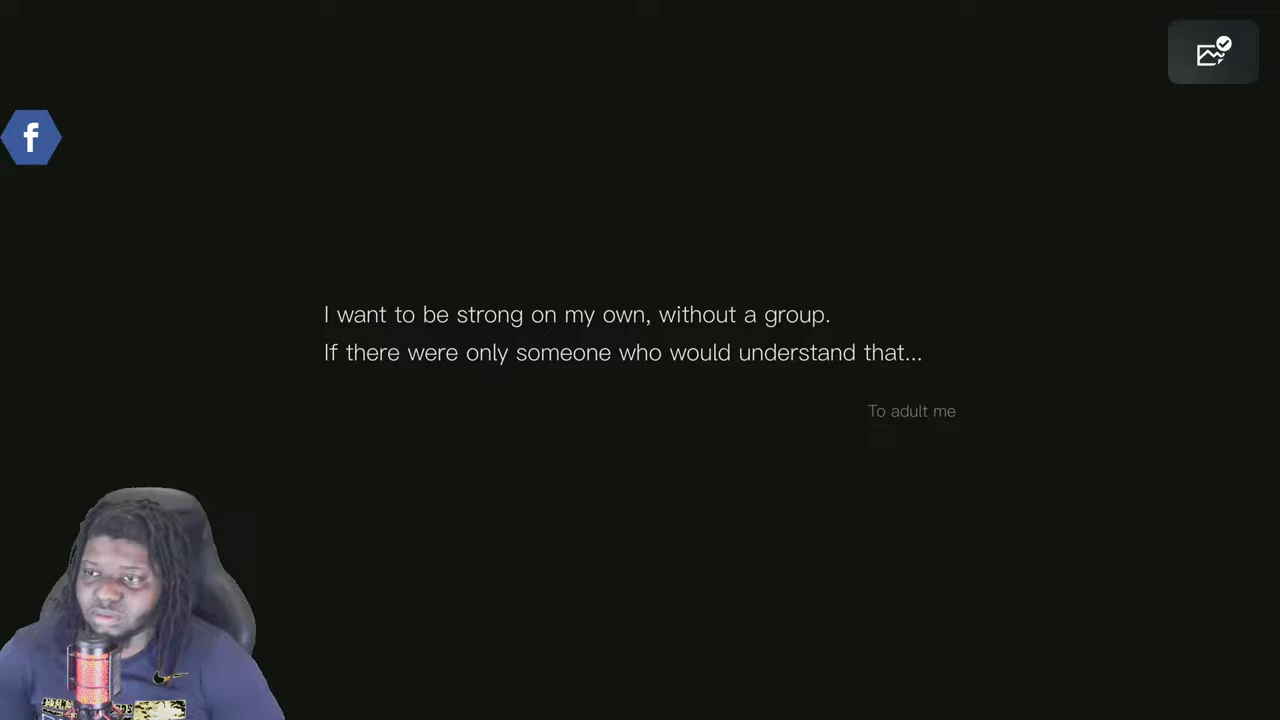 f
I want to be strong on my own, without a group.
If there were only someone who would understand that...
To adult me